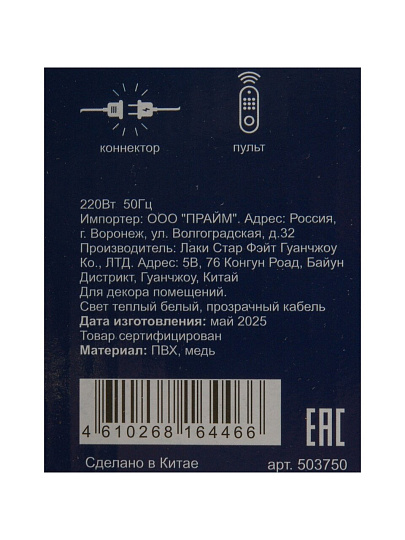 коннектор пульт
220Вт 50Гц
Импортер: ООО "ПРАЙМ". Адрес: Россия,
г. Воронеж, ул. Волгоградская, д.32
Производитель: Лаки Стар Фэйт Гуанчжоу
Ко., ЛТД. Адрес: 5В, 76 Конгун Роад, Байун
Дистрикт, Гуанчжоу, Китай
Для декора помещений.
Свет теплый белый, прозрачный кабель
Дата изготовления: май 2025
Товар сертифицирован
Материал: ПВХ, медь
4 610268 164466
ЕАС
Сделано в Китае арт. 503750